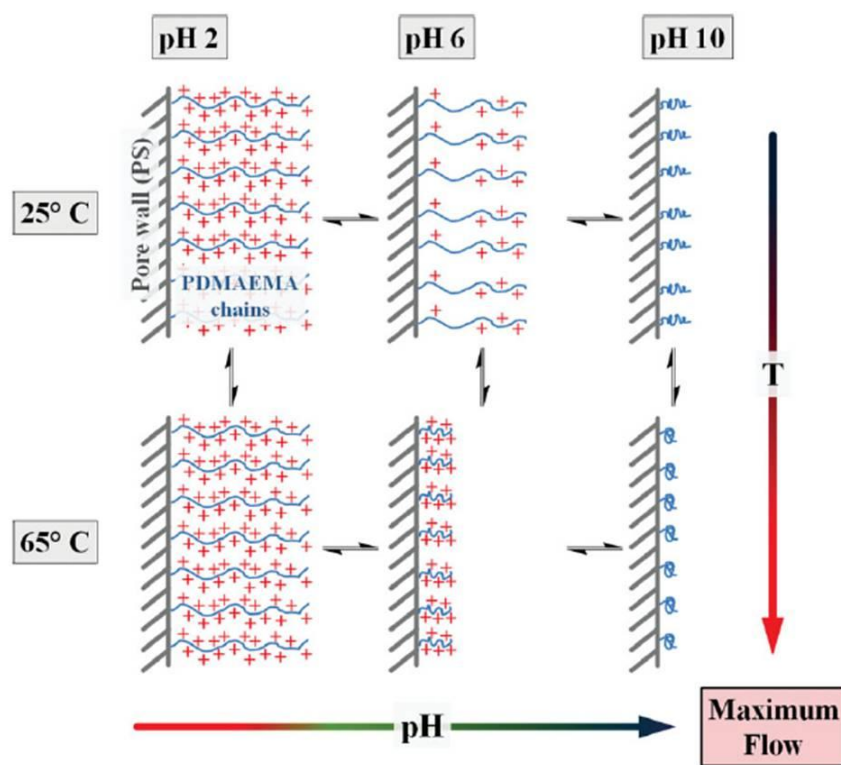 pH 2
pH 6
pH 10
25° C
Pore wall (PS)
PDMAEMA
chains
T
65° C
pH
Maximum
Flow